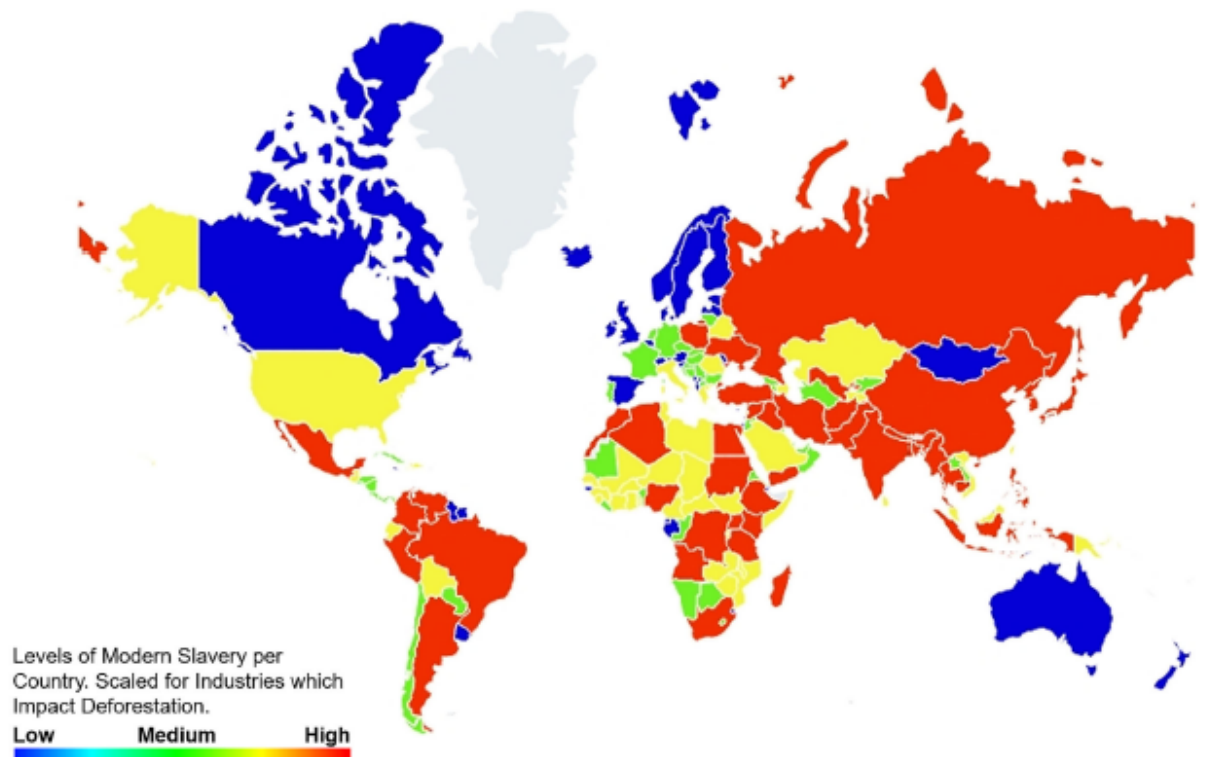 Levels of Modern Slavery per
Country. Scaled for Industries which
Impact Deforestation.
Low Medium High